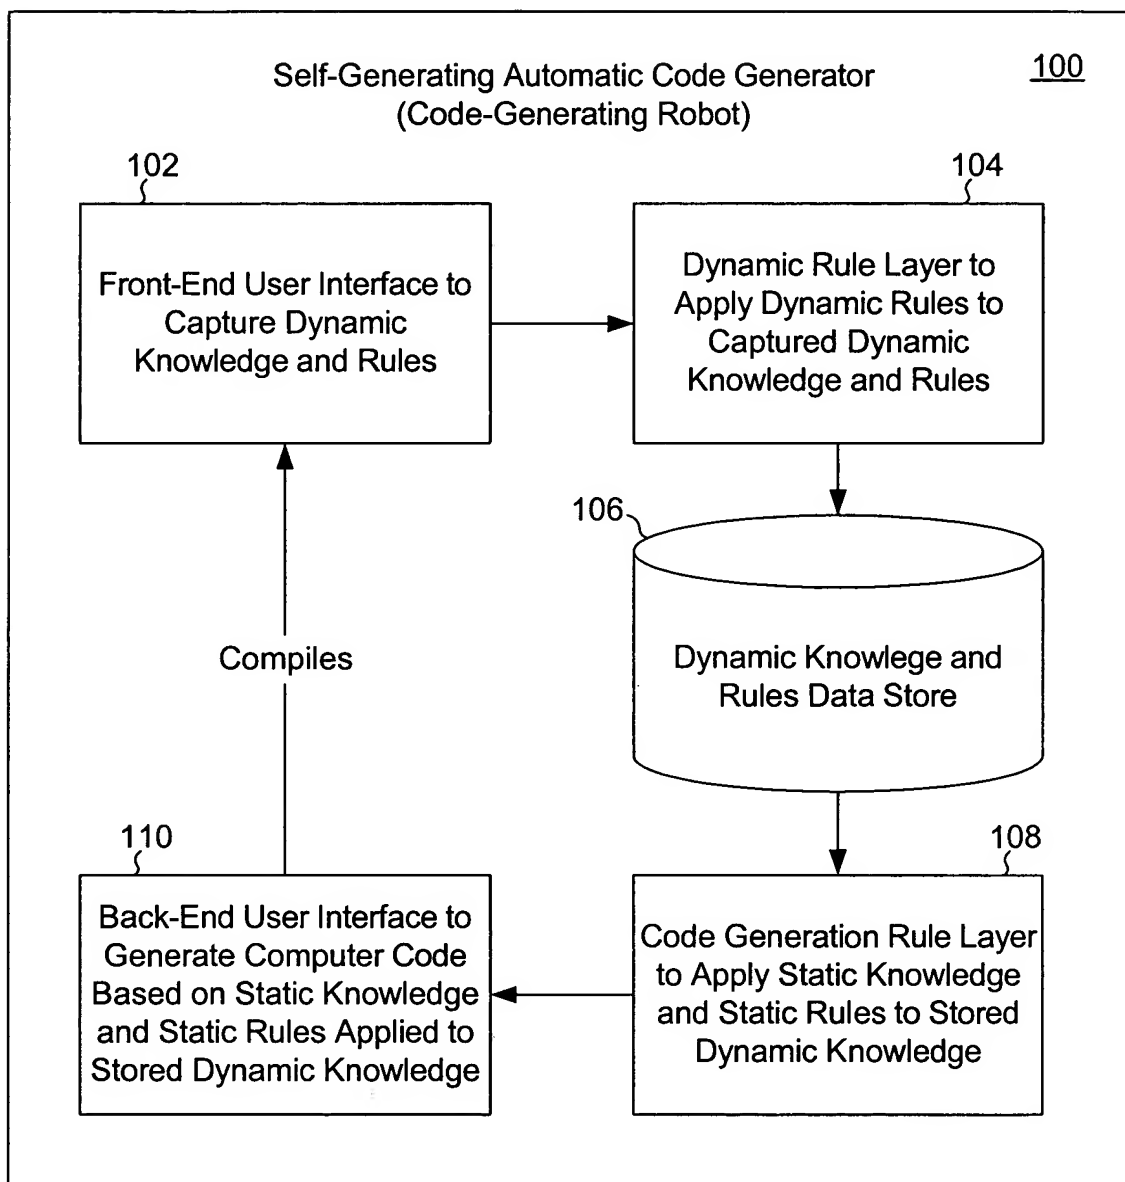 Self-Generating Automatic Code Generator
(Code-Generating Robot)
100
102
Front-End User Interface to
Capture Dynamic
Knowledge and Rules
104
Dynamic Rule Layer to
Apply Dynamic Rules to
Captured Dynamic
Knowledge and Rules
106
Dynamic Knowlege and
Rules Data Store
Compiles
108
Code Generation Rule Layer
to Apply Static Knowledge
and Static Rules to Stored
Dynamic Knowledge
110
Back-End User Interface to
Generate Computer Code
Based on Static Knowledge
and Static Rules Applied to
Stored Dynamic Knowledge